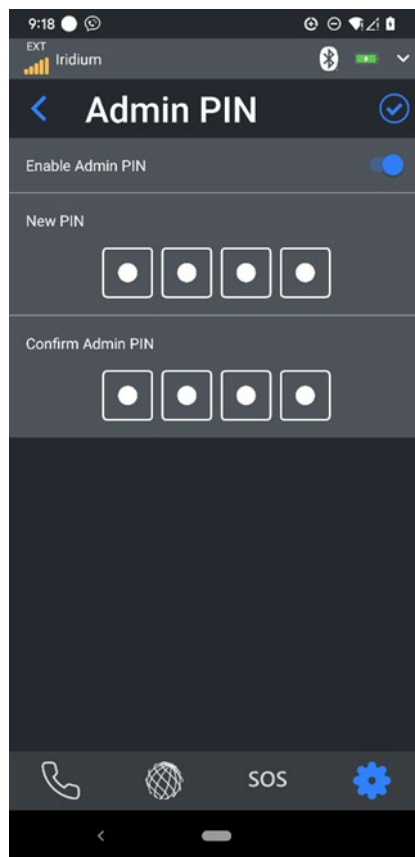 9:18
EXT
Iridium
Admin PIN
Enable Admin PIN
New PIN
Confirm Admin PIN
SOS